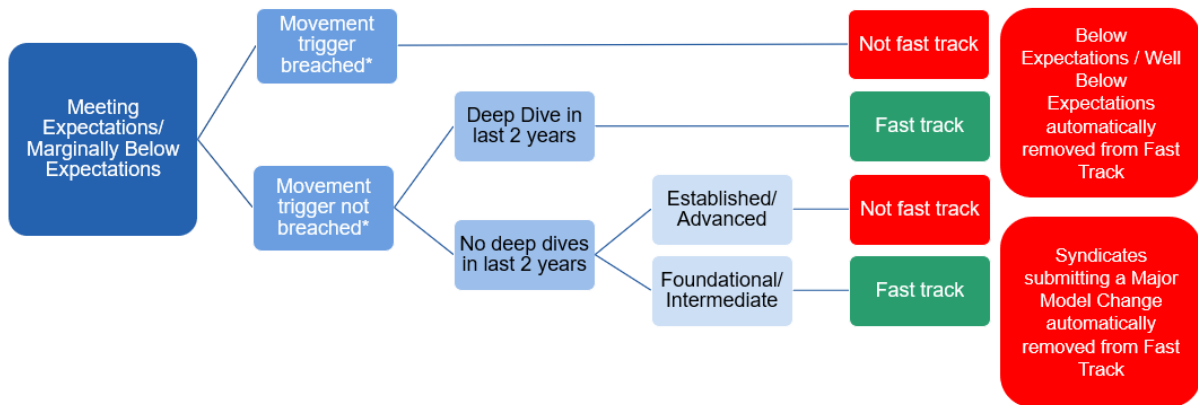 Meeting
Expectations/
Marginally Below
Expectations
Movement
trigger
breached*
Movement
trigger not
breached*
Deep Dive in
last 2 years
No deep dives
in last 2 years
Established/
Advanced
Foundational/
Intermediate
Not fast track
Fast track
Not fast track
Fast track
Below
Expectations / Well
Below
Expectations
automatically
removed from Fast
Track
Syndicates
submitting a Major
Model Change
automatically
removed from Fast
Track